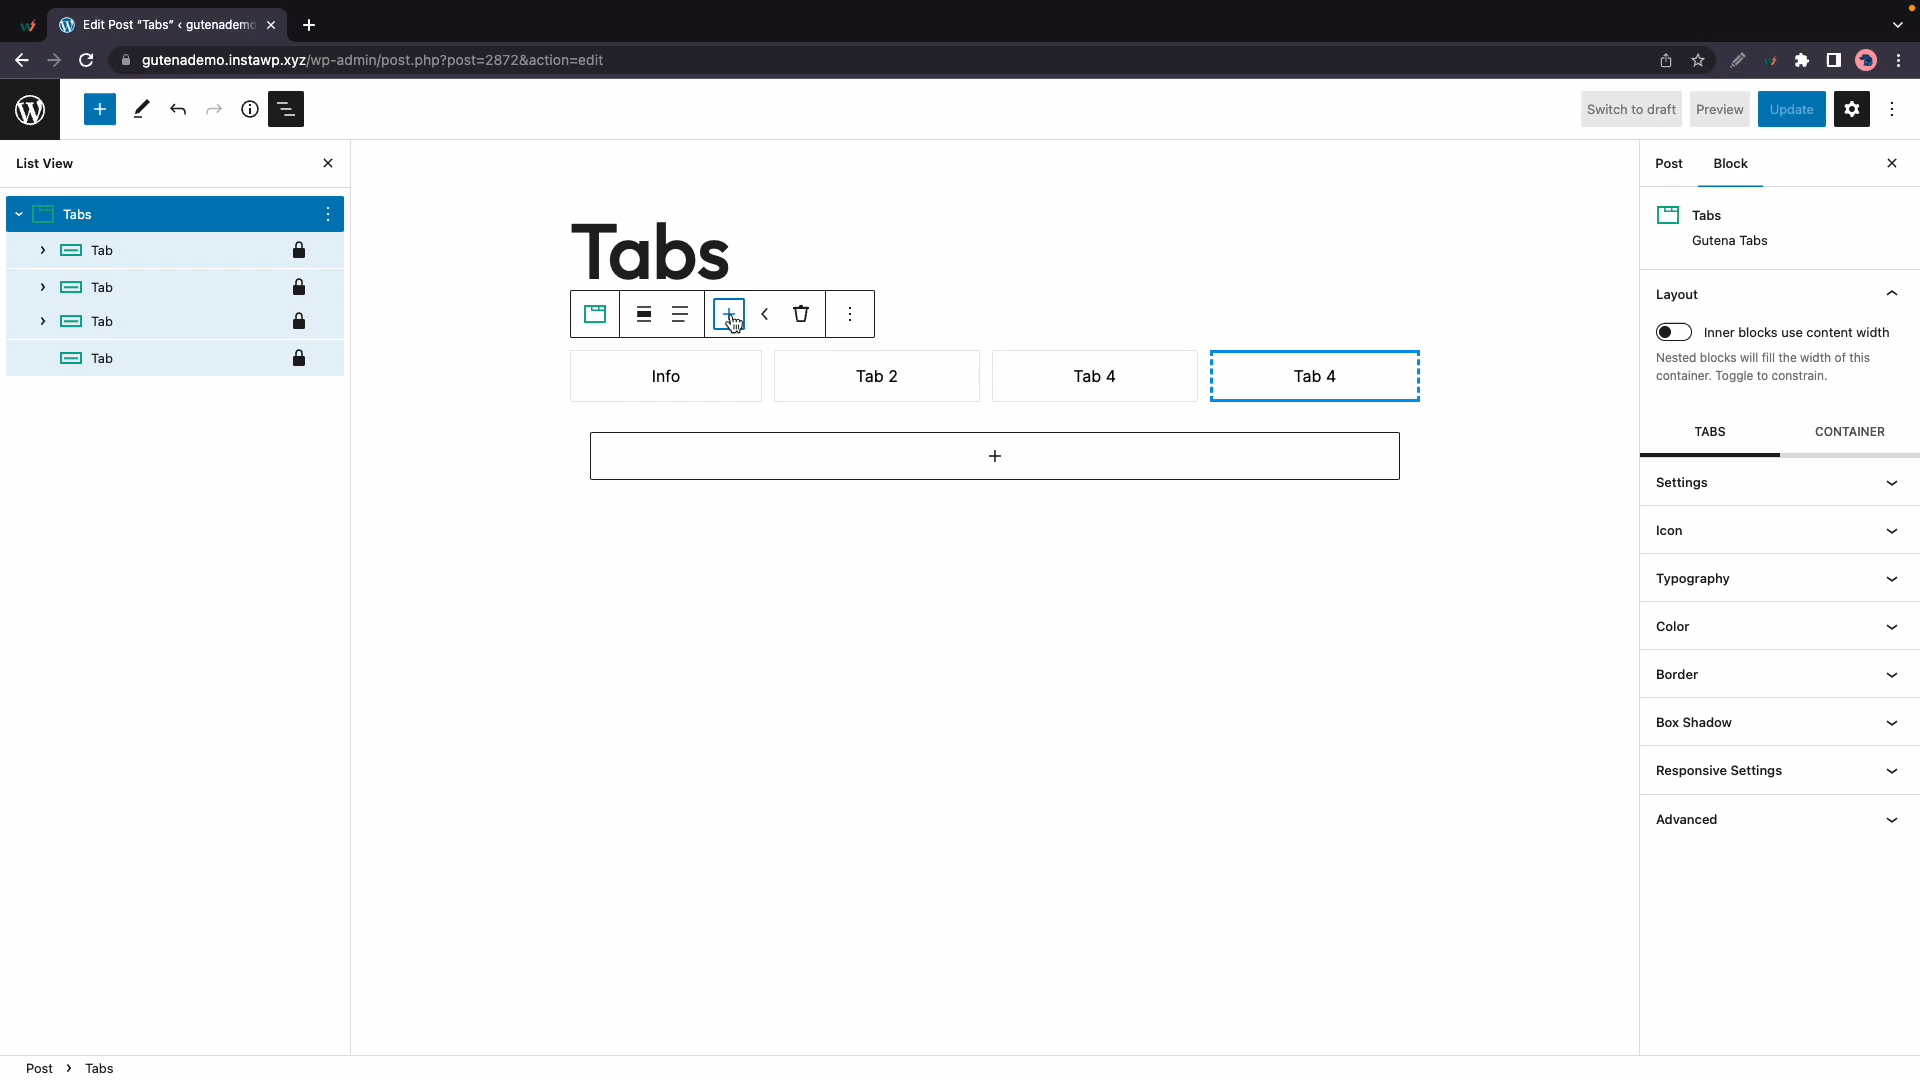 Edit Post "Tabs" ‹ gutenademo
gutenademo.instawp.xyz/wp-admin/post.php?post=2872&action=edit
Switch to draft
Preview
Update
List View
Tabs
Tab
Tab
Tab
Tab
Tabs
Info
Tab 2
Tab 4
Tab 4
Post
Block
Tabs
Gutena Tabs
Layout
Inner blocks use content width
Nested blocks will fill the width of this
container. Toggle to constrain.
TABS
CONTAINER
Settings
Icon
Typography
Color
Border
Box Shadow
Responsive Settings
Advanced
Post › Tabs